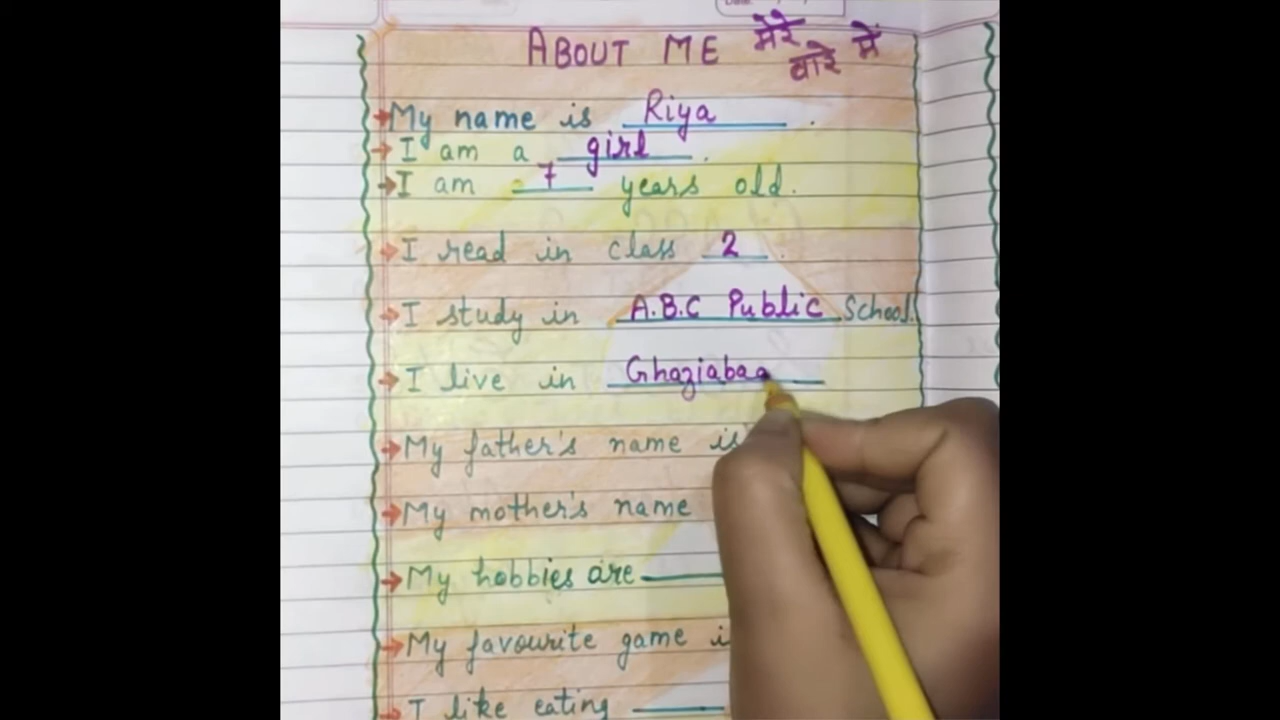 ABOUT ME मेरे बारे में
My name is Riya.
I am a girl.
I am 7 years old.
I read in class 2.
I study in A.B.C Public School.
I live in Ghaziabaa
My father's name is
My mother's name
My hobbies are
My favourite game i
I like eating